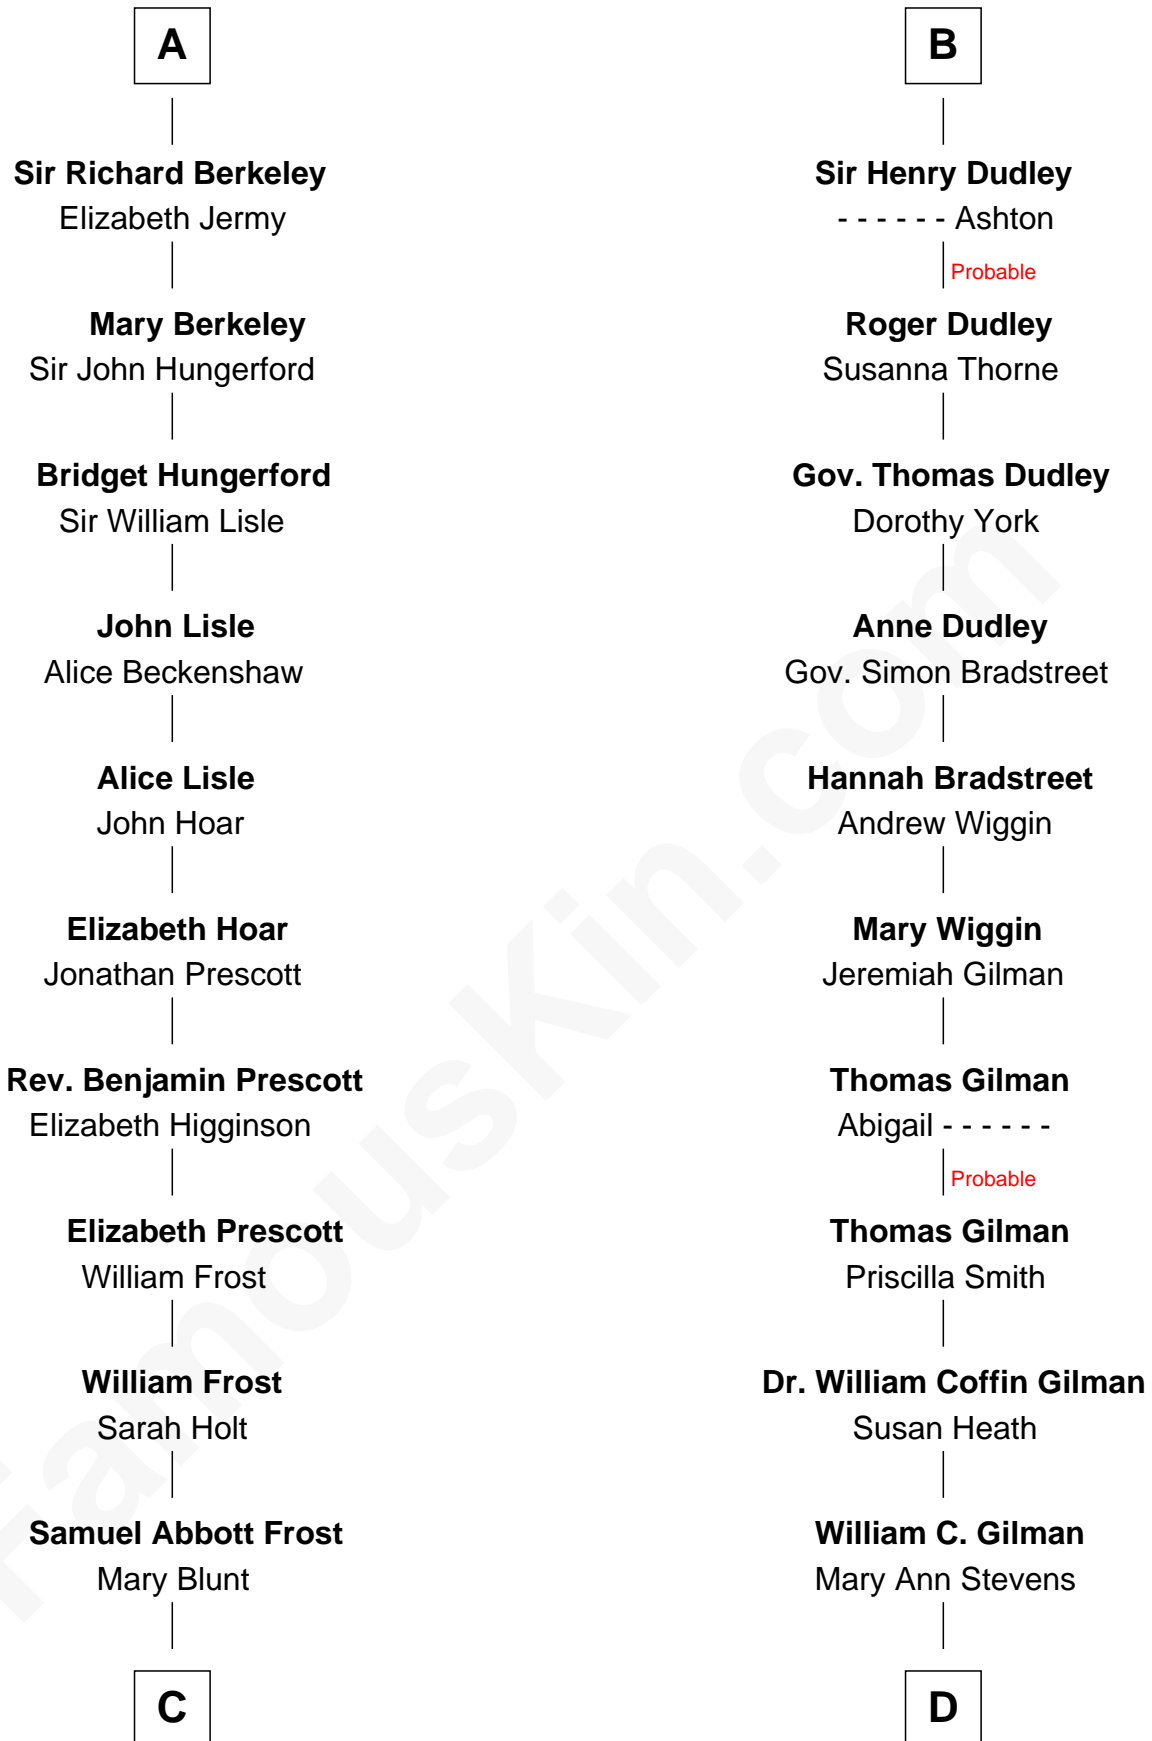 A
Sir Richard Berkeley
Elizabeth Jermy
Mary Berkeley
Sir John Hungerford
Bridget Hungerford
Sir William Lisle
John Lisle
Alice Beckenshaw
Alice Lisle
John Hoar
Elizabeth Hoar
Jonathan Prescott
Rev. Benjamin Prescott
Elizabeth Higginson
Elizabeth Prescott
William Frost
William Frost
Sarah Holt
Samuel Abbott Frost
Mary Blunt
C
B
Sir Henry Dudley
- - - - - - Ashton
Probable
Roger Dudley
Susanna Thorne
Gov. Thomas Dudley
Dorothy York
Anne Dudley
Gov. Simon Bradstreet
Hannah Bradstreet
Andrew Wiggin
Mary Wiggin
Jeremiah Gilman
Thomas Gilman
Abigail - - - - - -
Probable
Thomas Gilman
Priscilla Smith
Dr. William Coffin Gilman
Susan Heath
William C. Gilman
Mary Ann Stevens
D
FamousKin.com